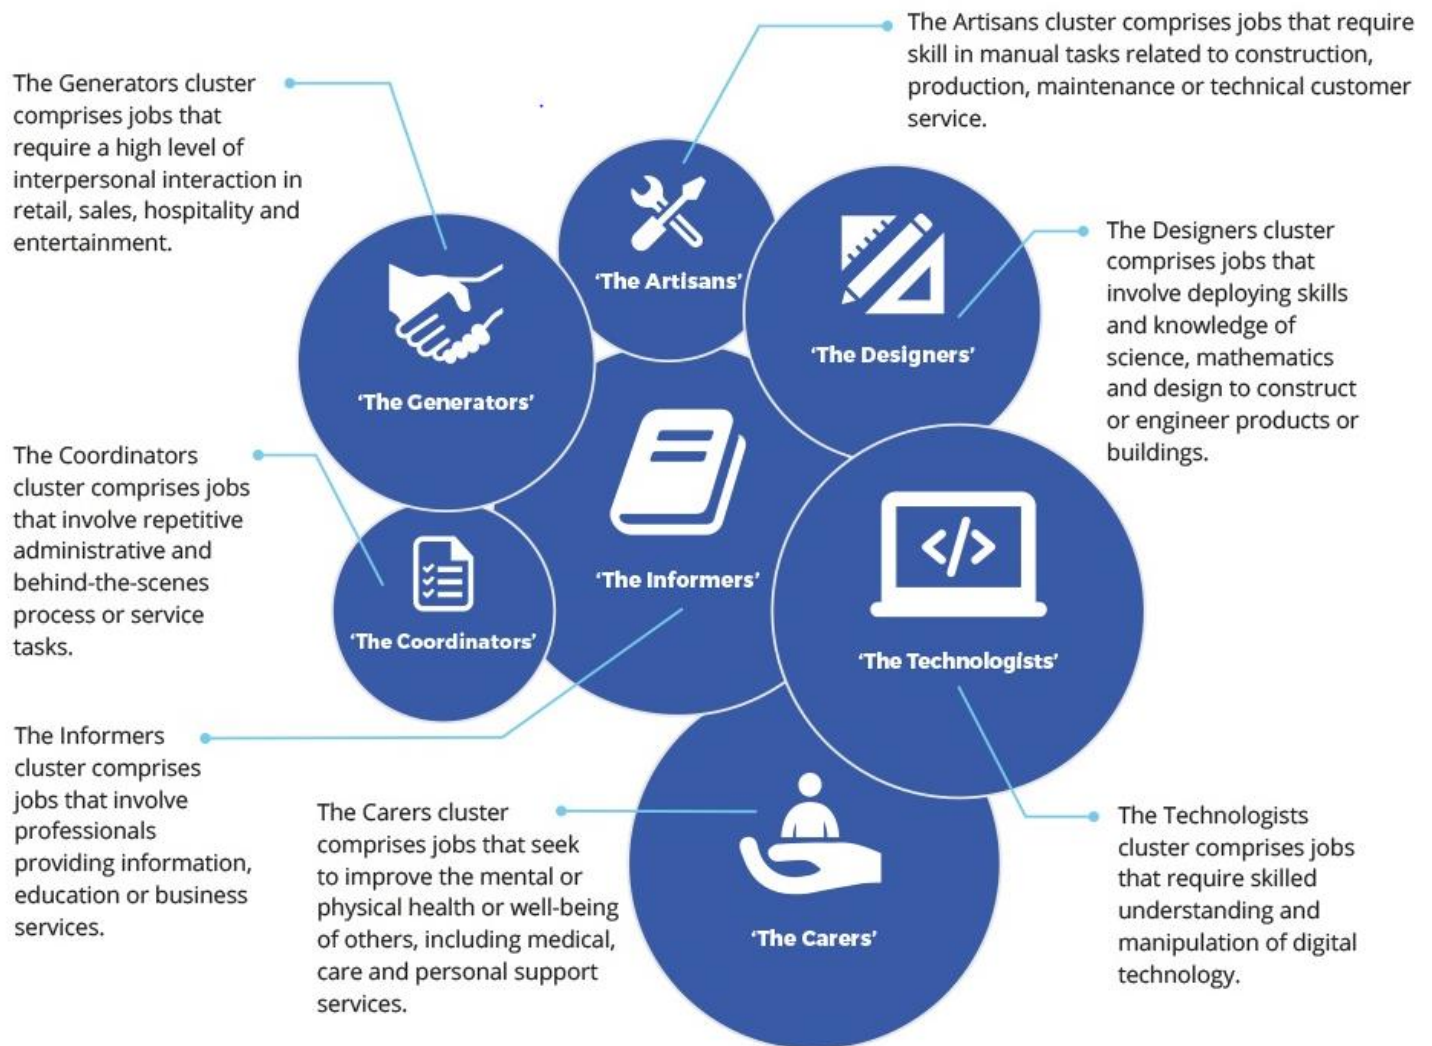 The Artisans cluster comprises jobs that require
skill in manual tasks related to construction,
production, maintenance or technical customer
service.
The Generators cluster
comprises jobs that
require a high level of
interpersonal interaction in
retail, sales, hospitality and
entertainment.
‘The Artisans’
The Designers cluster
comprises jobs that
involve deploying skills
and knowledge of
science, mathematics
and design to construct
or engineer products or
buildings.
‘The Designers’
‘The Generators’
The Coordinators
cluster comprises jobs
that involve repetitive
administrative and
behind-the-scenes
process or service
tasks.
</>
‘The Informers’
‘The Coordinators’
‘The Technologists’
The Informers
cluster comprises
jobs that involve
professionals
providing information,
education or business
services.
The Carers cluster
comprises jobs that seek
to improve the mental or
physical health or well-being
of others, including medical,
care and personal support
services.
‘The Carers’
The Technologists
cluster comprises jobs
that require skilled
understanding and
manipulation of digital
technology.